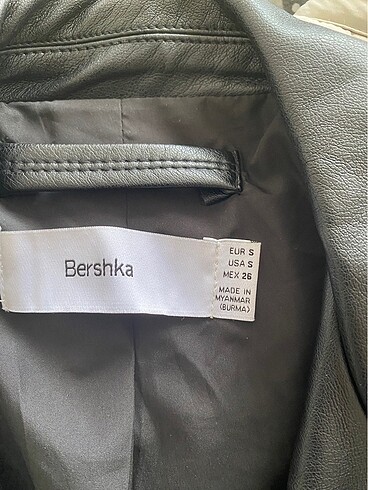 Bershka
EUR S
USA S
MEX 26
MADE IN
MYANMAR
(BURMA)